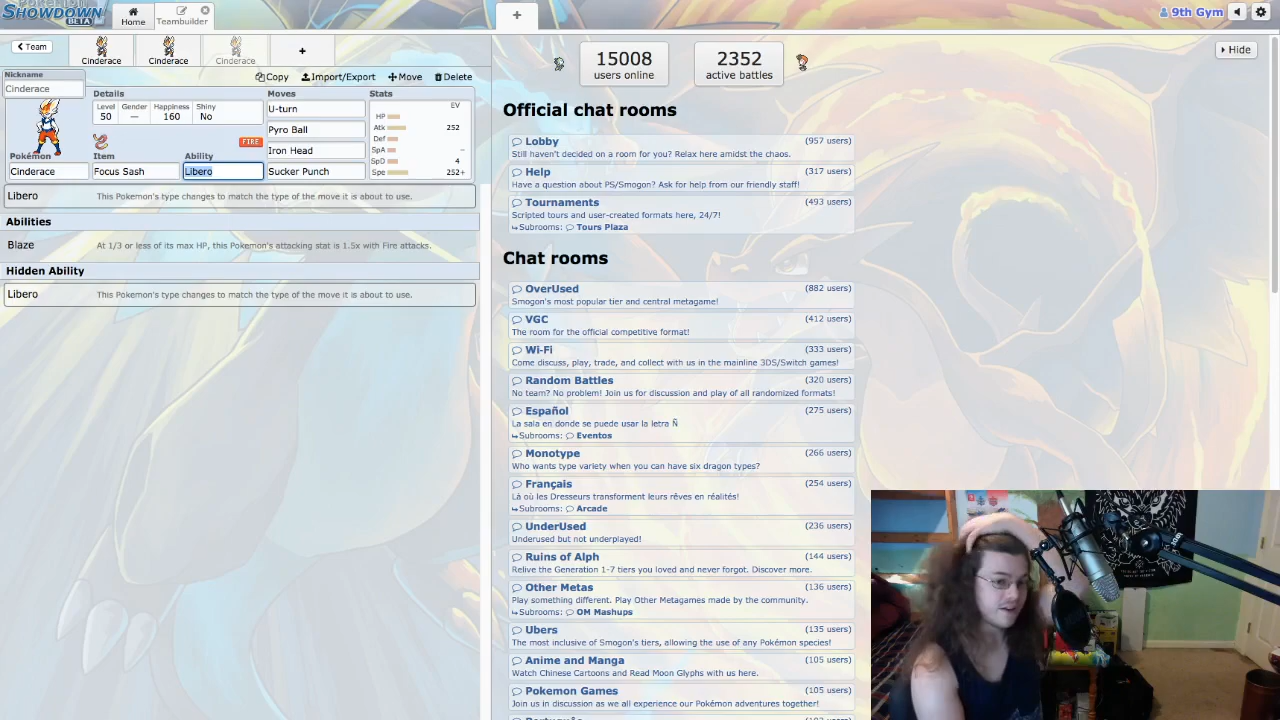 Pokémon
SHOWDOWN
BETA
Home
Teambuilder
+
9th Gym
Team
Cinderace
Cinderace
Cinderace
+
Hide
15008
users online
2352
active battles
Copy
Import/Export
Move
Delete
Nickname
Cinderace
Details
Level
Gender
Happiness
Shiny
50
—
160
No
FIRE
Pokémon
Item
Ability
Cinderace
Focus Sash
Libero
Moves
U-turn
Pyro Ball
Iron Head
Sucker Punch
Stats
EV
HP
Atk
252
Def
SpA
–
SpD
4
Spe
252+
Libero
This Pokemon's type changes to match the type of the move it is about to use.
Abilities
Blaze
At 1/3 or less of its max HP, this Pokemon's attacking stat is 1.5x with Fire attacks.
Hidden Ability
Libero
This Pokemon's type changes to match the type of the move it is about to use.
Official chat rooms
Lobby (957 users)
Still haven't decided on a room for you? Relax here amidst the chaos.
Help (317 users)
Have a question about PS/Smogon? Ask for help from our friendly staff!
Tournaments (493 users)
Scripted tours and user-created formats here, 24/7!
↳Subrooms: Tours Plaza
Chat rooms
OverUsed (882 users)
Smogon's most popular tier and central metagame!
VGC (412 users)
The room for the official competitive format!
Wi-Fi (333 users)
Come discuss, play, trade, and collect with us in the mainline 3DS/Switch games!
Random Battles (320 users)
No team? No problem! Join us for discussion and play of all randomized formats!
Español (275 users)
La sala en donde se puede usar la letra Ñ
↳Subrooms: Eventos
Monotype (266 users)
Who wants type variety when you can have six dragon types?
Français (254 users)
Là où les Dresseurs transforment leurs rêves en réalités!
↳Subrooms: Arcade
UnderUsed (236 users)
Underused but not underplayed!
Ruins of Alph (144 users)
Relive the Generation 1-7 tiers you loved and never forgot. Discover more.
Other Metas (136 users)
Play something different. Play Other Metagames made by the community.
↳Subrooms: OM Mashups
Ubers (135 users)
The most inclusive of Smogon's tiers, allowing the use of any Pokémon species!
Anime and Manga (105 users)
Watch Chinese Cartoons and Read Moon Glyphs with us here.
Pokemon Games (105 users)
Join us in discussion as we all experience our Pokémon adventures together!